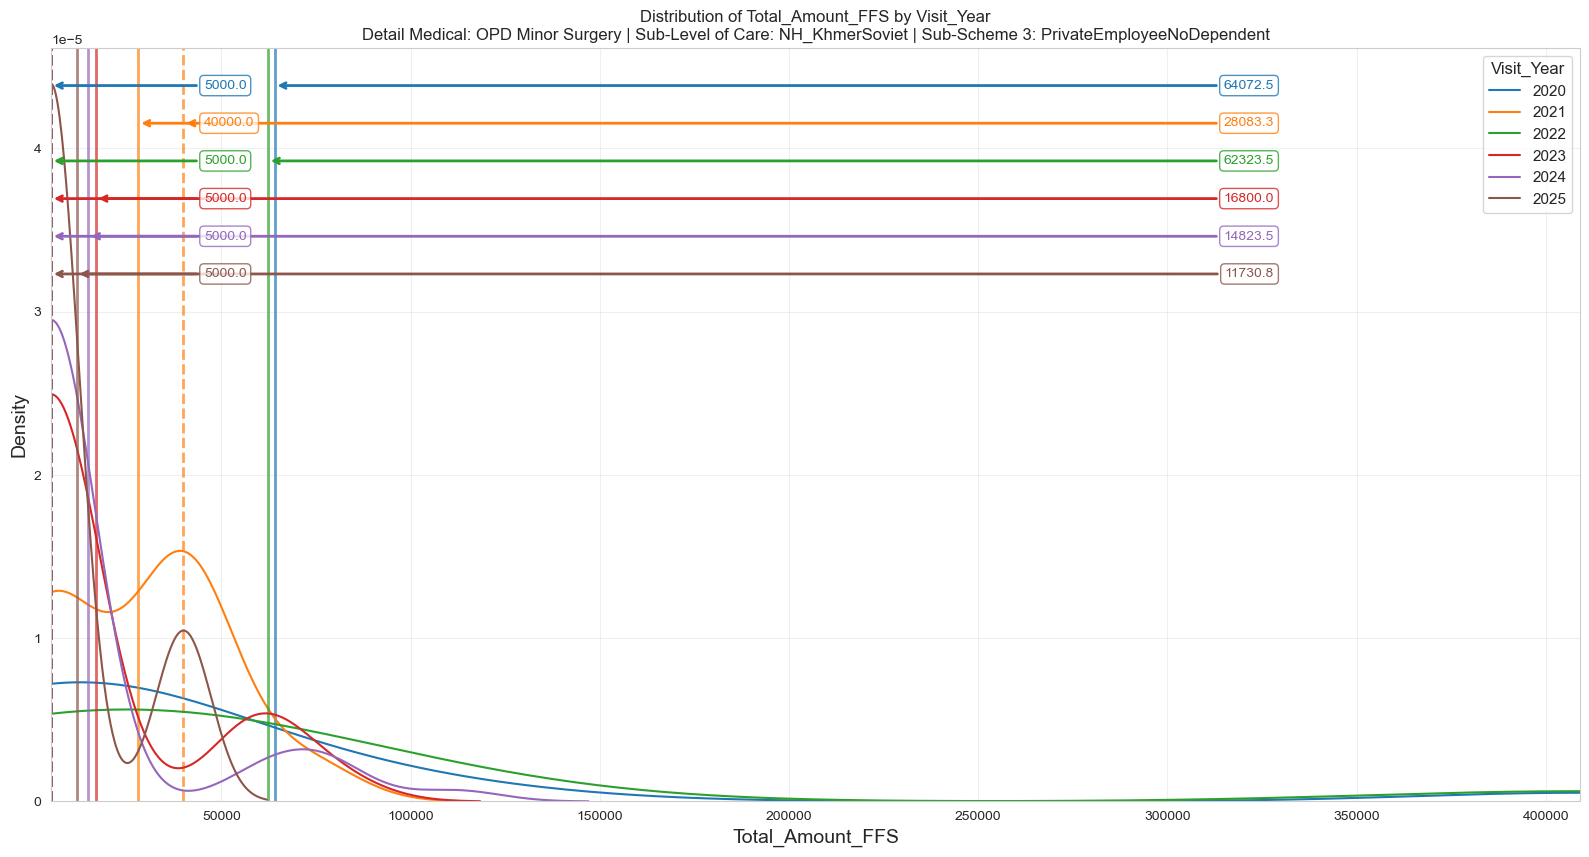 Distribution of Total_Amount_FFS by Visit_Year
Detail Medical: OPD Minor Surgery | Sub-Level of Care: NH_KhmerSoviet | Sub-Scheme 3: PrivateEmployeeNoDependent
1e−5
Visit_Year
2020
2021
2022
2023
2024
2025
5000.0 64072.5
40000.0 28083.3
5000.0 62323.5
5000.0 16800.0
5000.0 14823.5
5000.0 11730.8
4
3
2
1
0
Density
50000 100000 150000 200000 250000 300000 350000 400000
Total_Amount_FFS